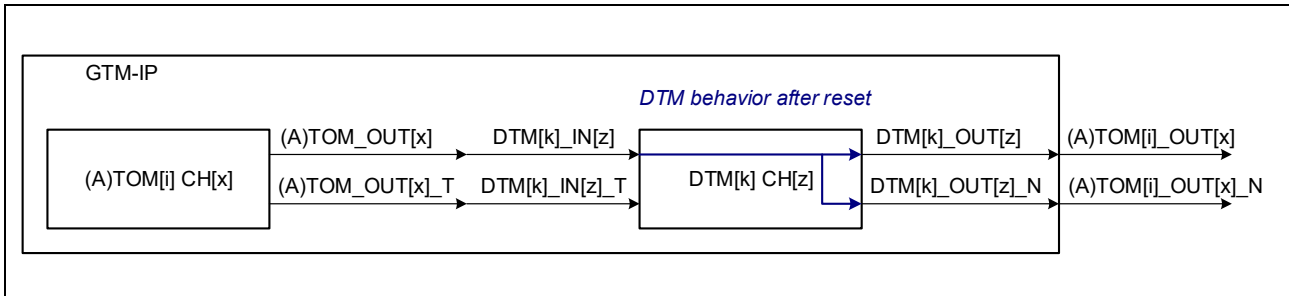 GTM-IP
DTM behavior after reset
(A)TOM_OUT[x] DTM[k]_IN[z] DTM[k]_OUT[z] (A)TOM[i]_OUT[x]
(A)TOM[i] CH[x] DTM[k] CH[z]
(A)TOM_OUT[x]_T DTM[k]_IN[z]_T DTM[k]_OUT[z]_N (A)TOM[i]_OUT[x]_N